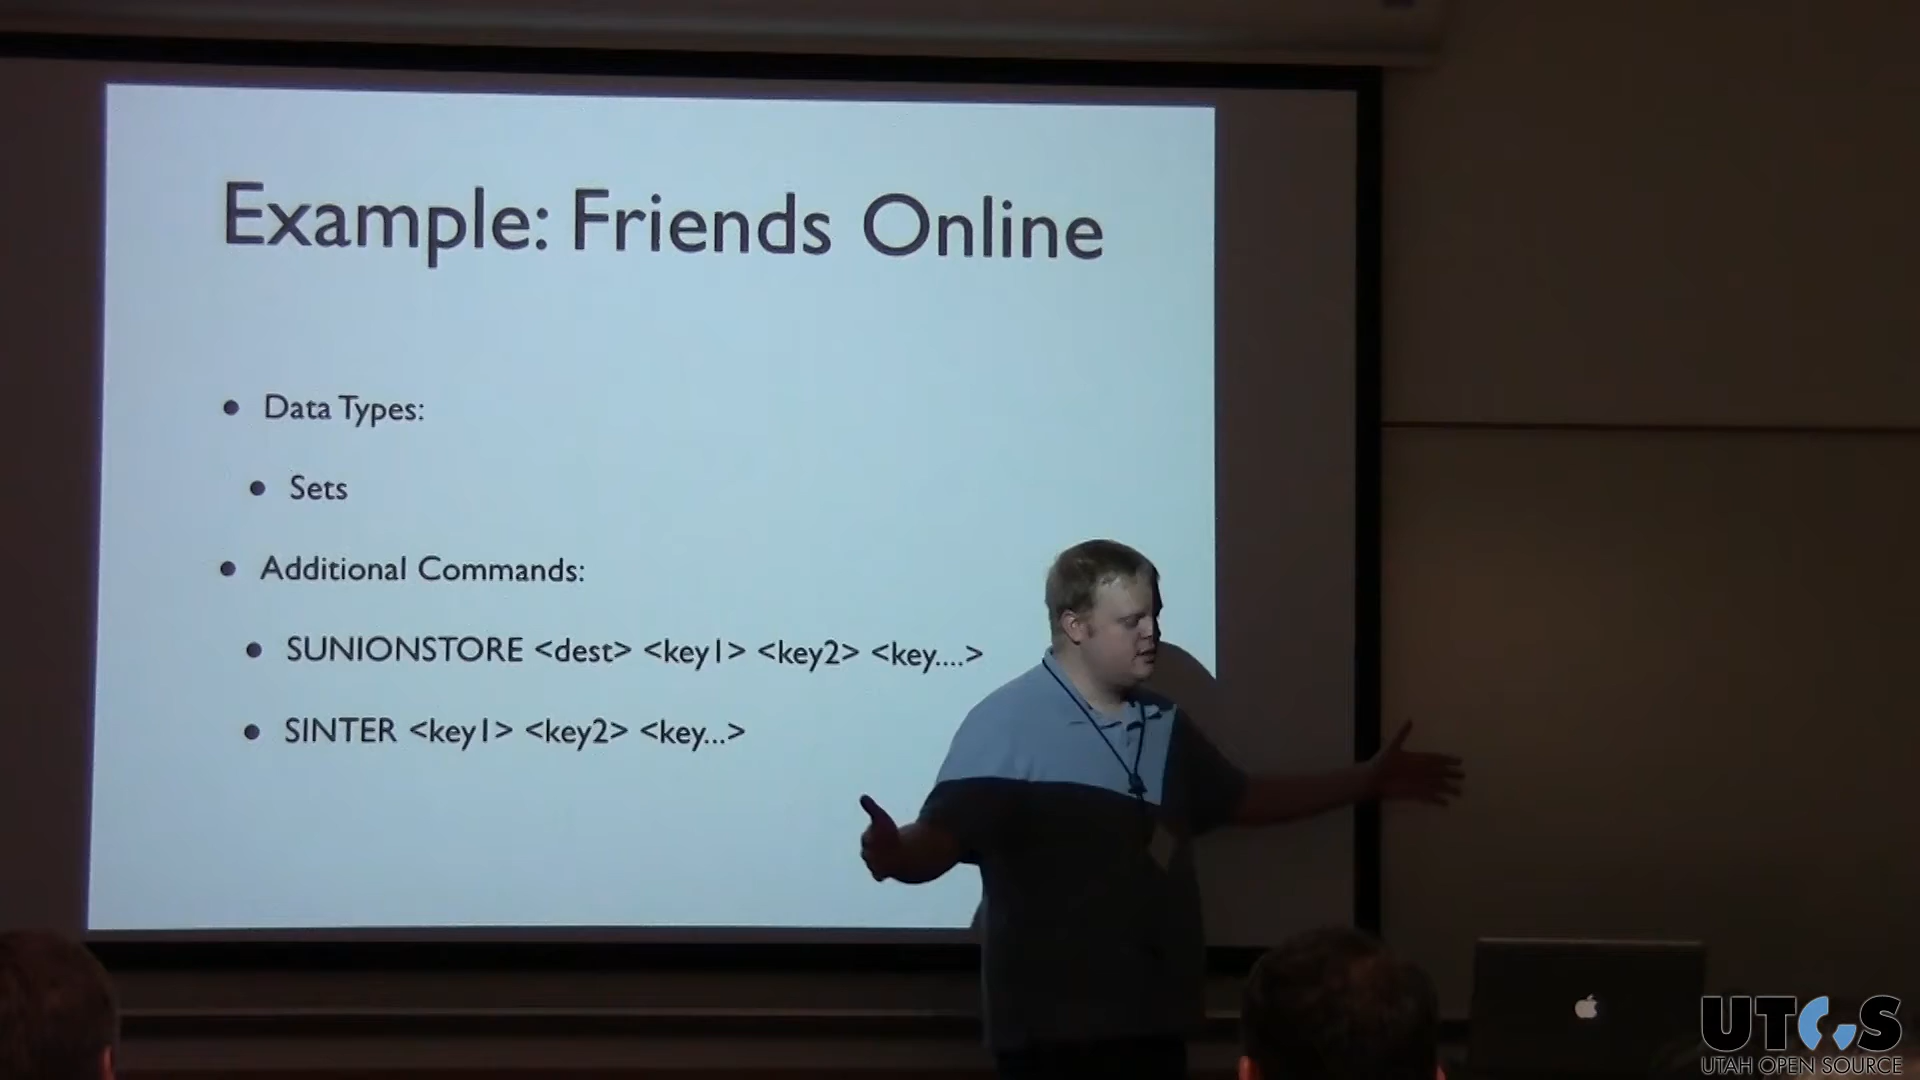 Example: Friends Online
Data Types:
Sets
Additional Commands:
SUNIONSTORE <dest> <key1> <key2> <key....>
SINTER <key1> <key2> <key...>
UTOS
UTAH OPEN SOURCE